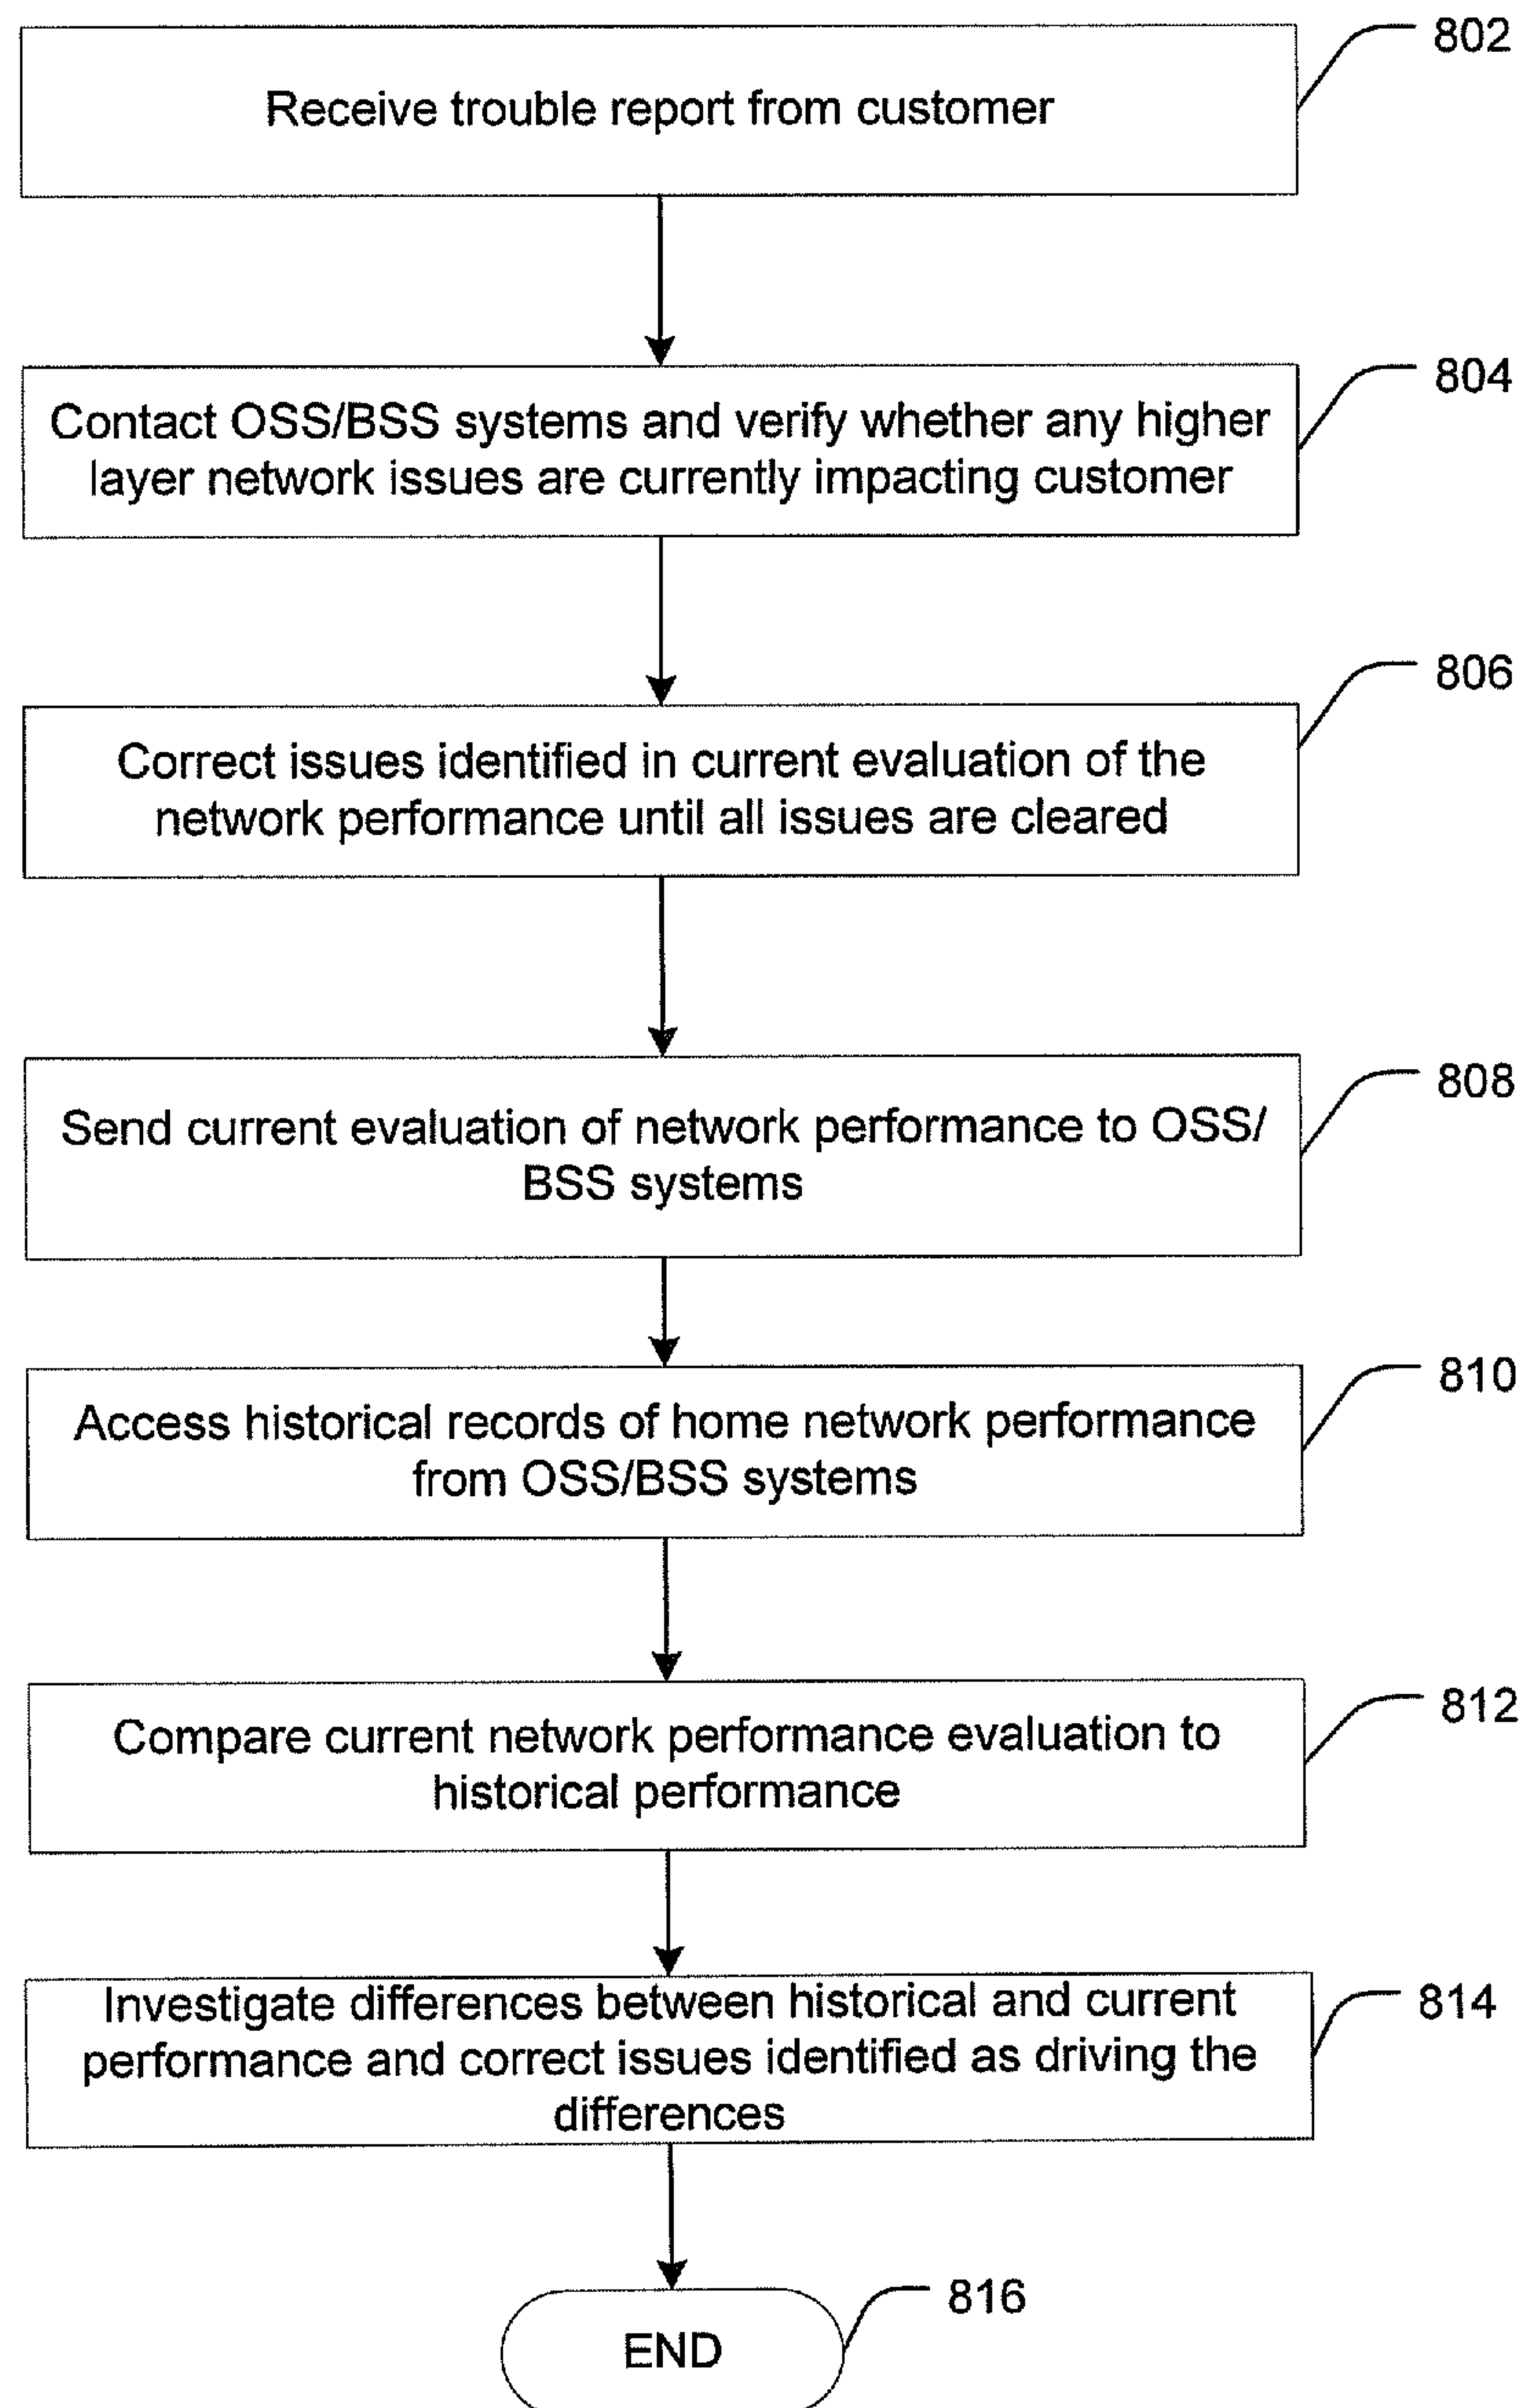 802
Receive trouble report from customer
804
Contact OSS/BSS systems and verify whether any higher
layer network issues are currently impacting customer
806
Correct issues identified in current evaluation of the
network performance until all issues are cleared
808
Send current evaluation of network performance to OSS/
BSS systems
810
Access historical records of home network performance
from OSS/BSS systems
812
Compare current network performance evaluation to
historical performance
814
Investigate differences between historical and current
performance and correct issues identified as driving the
differences
816
END